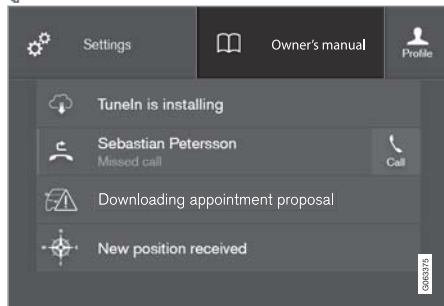 Settings
Owner's manual
Profile
TuneIn is installing
Sebastian Petersson
Missed call
Call
Downloading appointment proposal
New position received
G063375